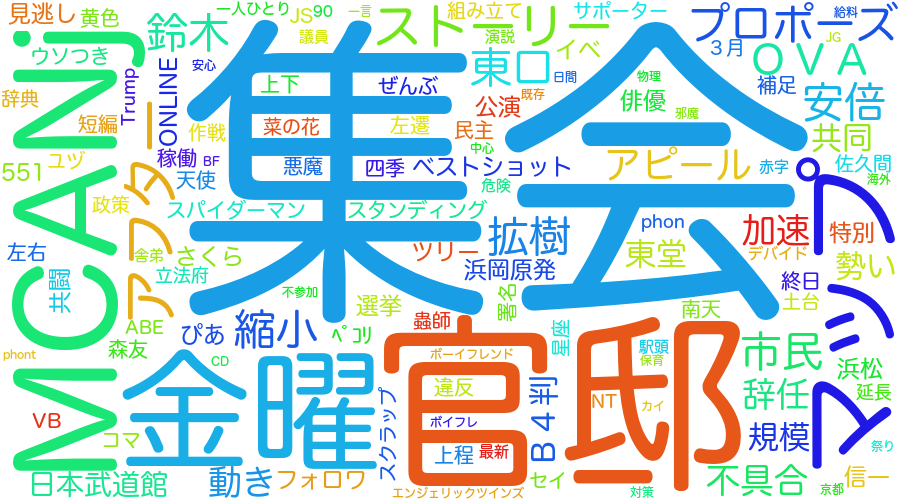 見逃し
黄色
鈴木
一人ひとり
JS90
一言
ストーリー
組み立て
サポーター
プロポーズ
給料
議員
演説
イベ
3月
JG
ウソつき
ONLINE
安心
集会
東口
日間
物理
OVA
MCANj
Trump
上下
ぜんぶ
公演
既存
俳優
補足
安倍
辞典
短編
作戦
菜の花
左遷
民主
邪魔
共同
稼働
BF
悪魔
四季
ベストショット
中心
アピール
赤字
佐久間
551
ユヅ
天使
危険
海外
政策
スパイダーマン
スタンディング
拡樹
phon
加速
特別
アフター
左右
舎弟
さくら
ツリー
東堂
デバイド
勢い
共闘
立法府
浜岡原発
終日
不参加
署名
土台
ABE
ぴあ
縮小
選挙
蟲師
南天
アップ
マ
phont
森友
ペコリ
星座
駅頭
市民
浜松
CD
金曜
官邸
ボーイフレンド
保育
違反
B4判
NT
カイ
辞任
延長
VB
スクラップ
ボイフレ
コマ
上程
最新
規模
祭り
日本武道館
動き
フォロワ
エンジェリックツインズ
セイ
対策
不具合
京都
信一